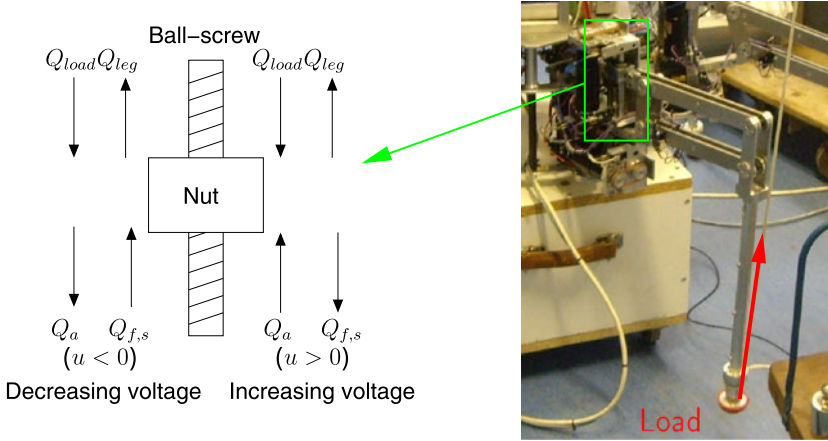 Ball−screw
Q_load Q_leg Q_load Q_leg
Nut
Q_a Q_f,s Q_a Q_f,s
(u < 0) (u > 0)
Decreasing voltage Increasing voltage
Load